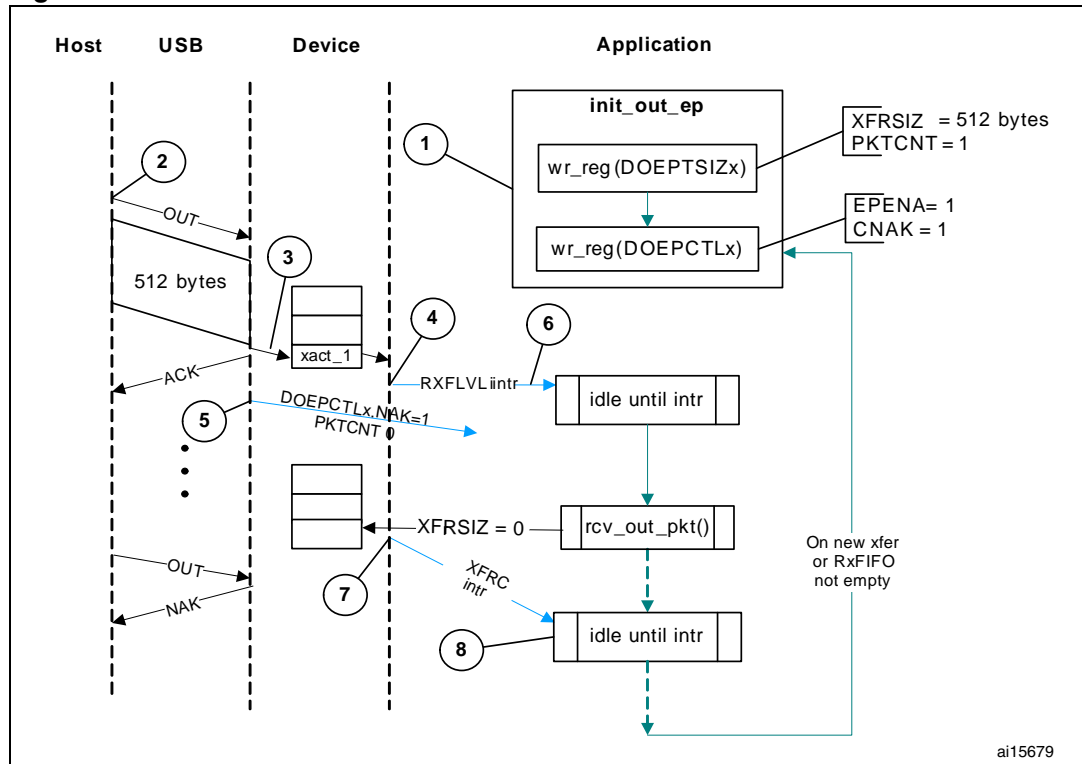 Host USB Device Application
init_out_ep
XFRSIZ = 512 bytes
PKTCNT = 1
1
wr_reg(DOEPTSIZx)
2
EPENA= 1
CNAK = 1
OUT
wr_reg(DOEPCTLx)
3
512 bytes
4
6
xact_1
ACK
RXFLVL iintr
idle until intr
DOEPCTLx,NAK=1
PKTCNT 0
5
XFRSIZ = 0
rcv_out_pkt()
On new xfer
or RxFIFO
not empty
OUT
XFRC
intr
7
NAK
idle until intr
8
ai15679